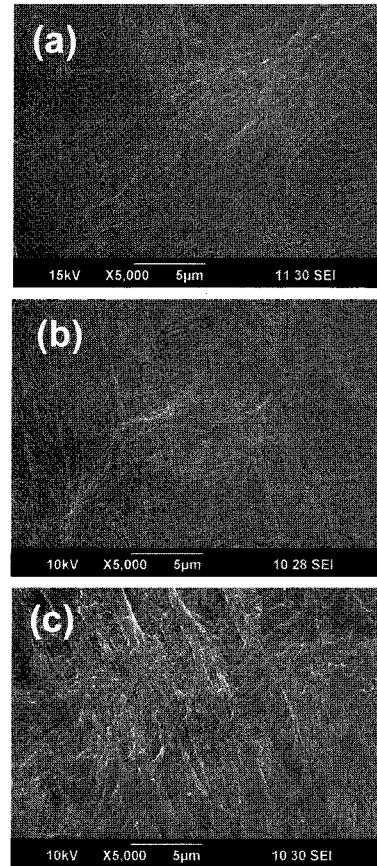 (a)
15kV X5,000 5µm 11 30 SEI
(b)
10kV X5,000 5µm 10 28 SEI
(c)
10kV X5,000 5µm 10 30 SEI